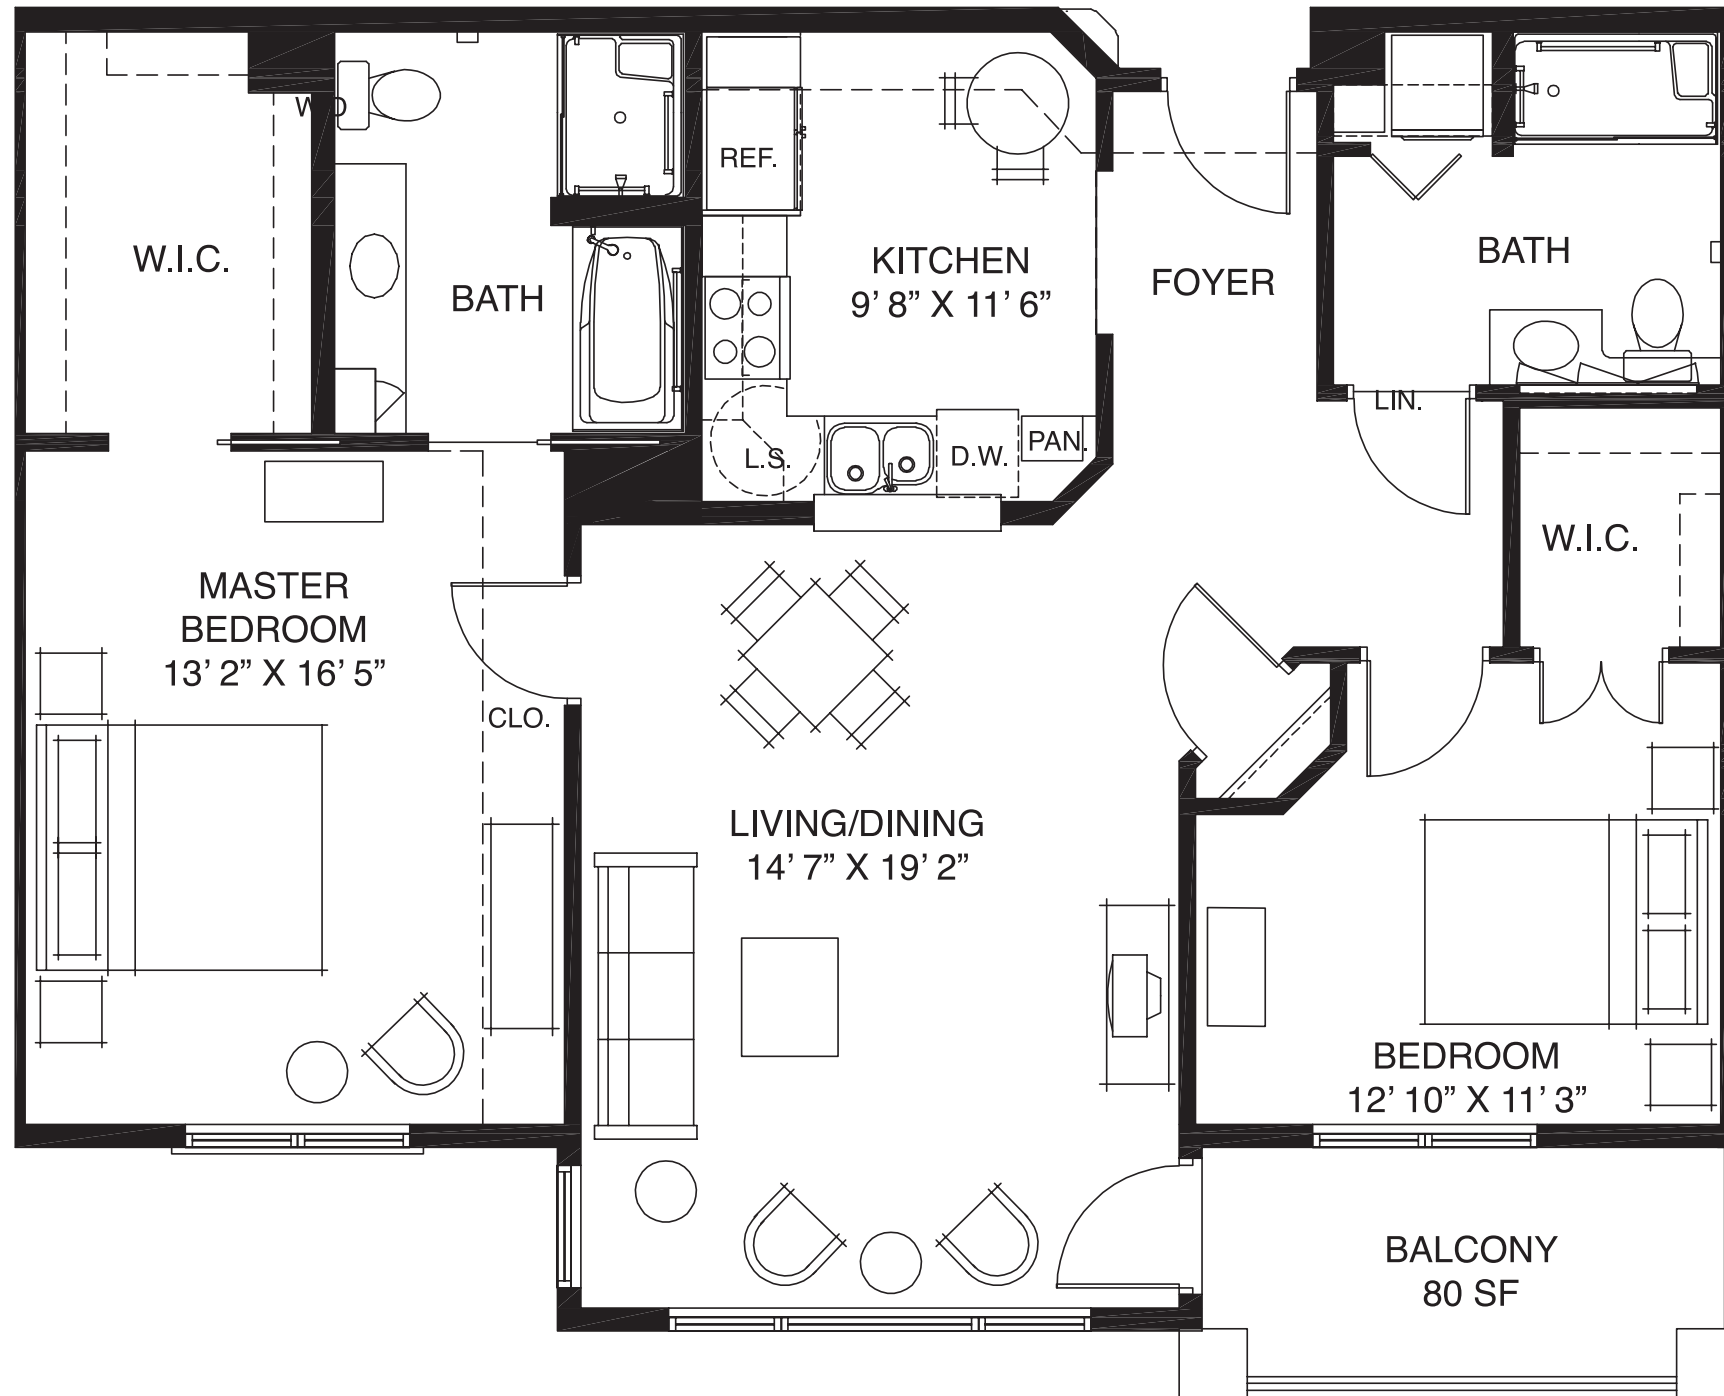 W.I.C.
BATH
REF.
KITCHEN
9’ 8” X 11’ 6”
FOYER
BATH
L.S.
D.W.
PAN.
LIN.
W.I.C.
MASTER
BEDROOM
13’ 2” X 16’ 5”
CLO.
LIVING/DINING
14’ 7” X 19’ 2”
BEDROOM
12’ 10” X 11’ 3”
BALCONY
80 SF